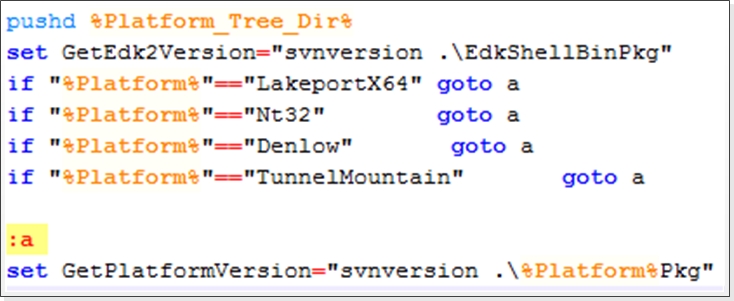 pushd %Platform_Tree_Dir%
set GetEdk2Version="svnversion .\EdkShellBinPkg"
if "%Platform%"=="LakeportX64" goto a
if "%Platform%"=="Nt32" goto a
if "%Platform%"=="Denlow" goto a
if "%Platform%"=="TunnelMountain" goto a
:a
set GetPlatformVersion="svnversion .\%Platform%Pkg"